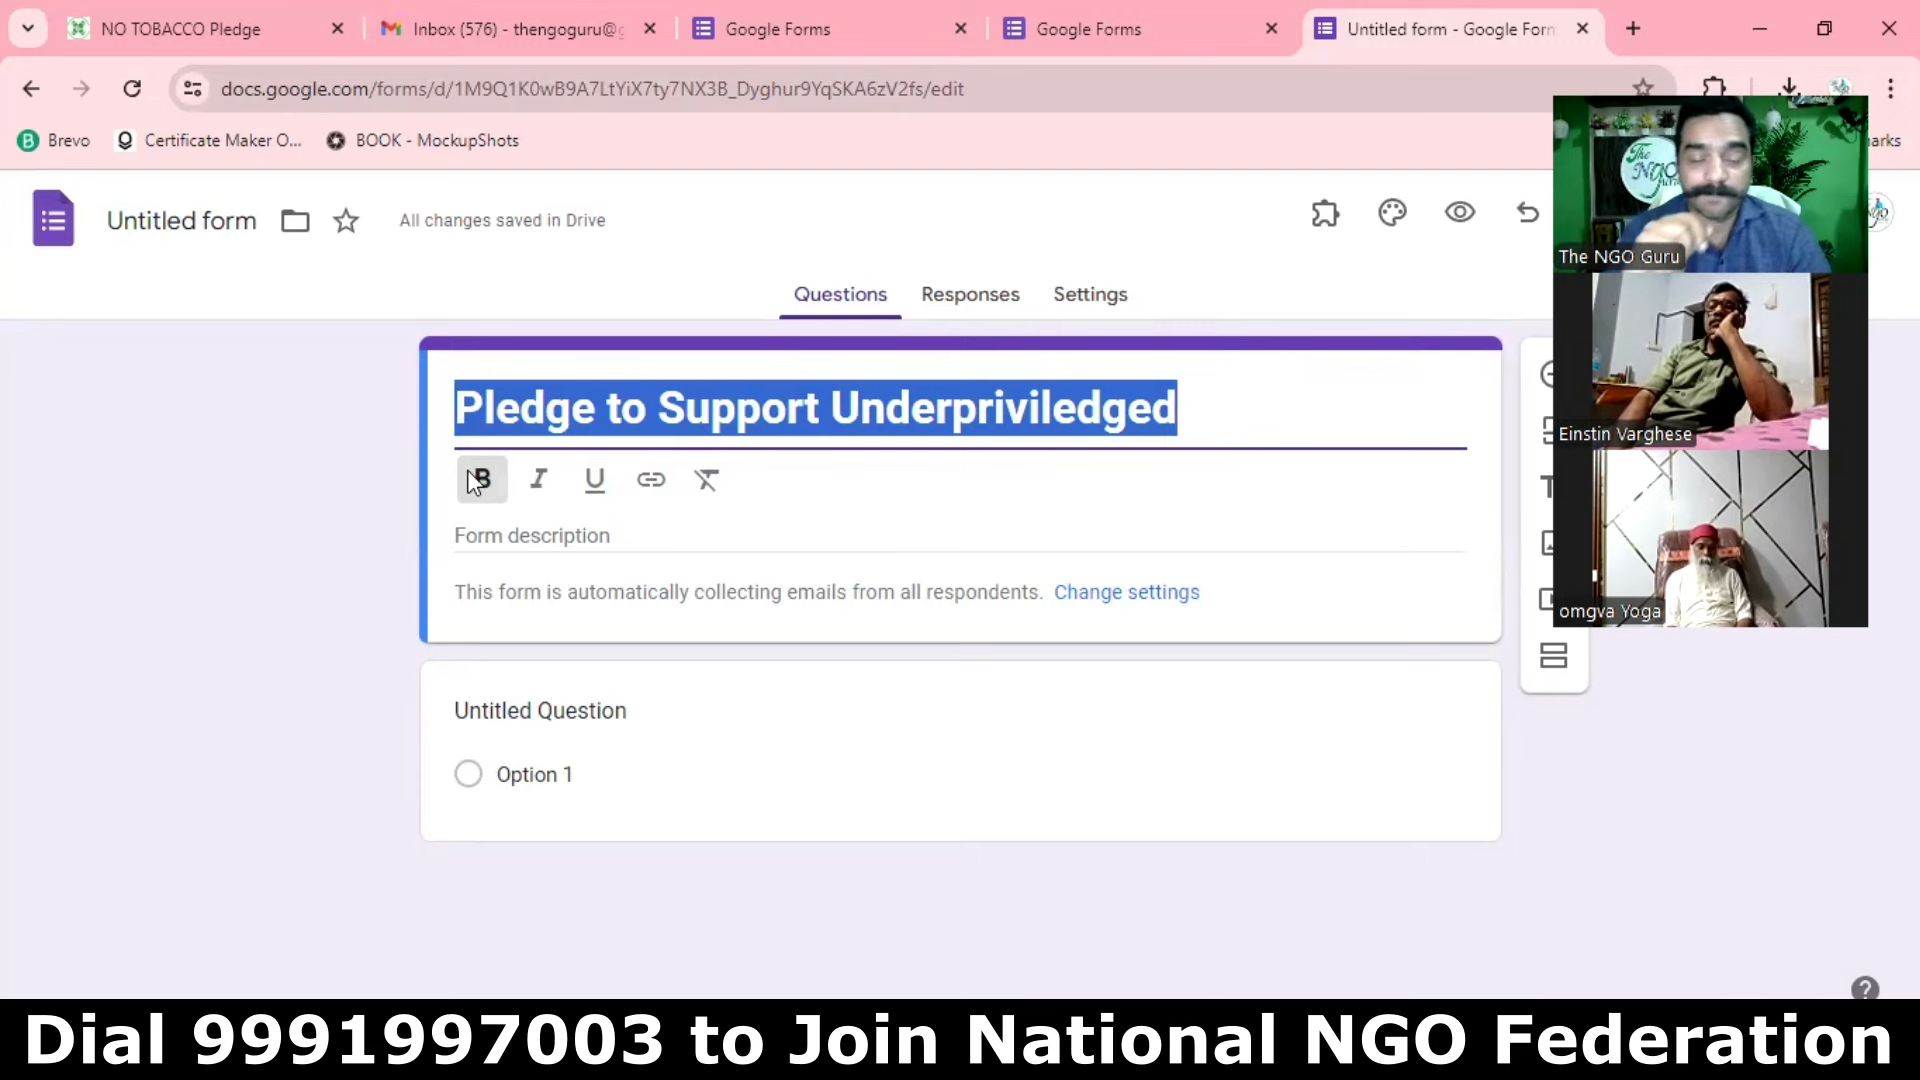 NO TOBACCO Pledge
Inbox (576) - thengoguru@g
Google Forms
Google Forms
Untitled form - Google Forn
docs.google.com/forms/d/1M9Q1K0wB9A7LtYiX7ty7NX3B_Dyghur9YqSKA6zV2fs/edit
Brevo
Certificate Maker O...
BOOK - MockupShots
arks
Untitled form
All changes saved in Drive
Questions
Responses
Settings
Pledge to Support Underpriviledged
B I U
Form description
This form is automatically collecting emails from all respondents. Change settings
Untitled Question
Option 1
The NGO Guru
Einstin Varghese
omgva Yoga
Dial 9991997003 to Join National NGO Federation